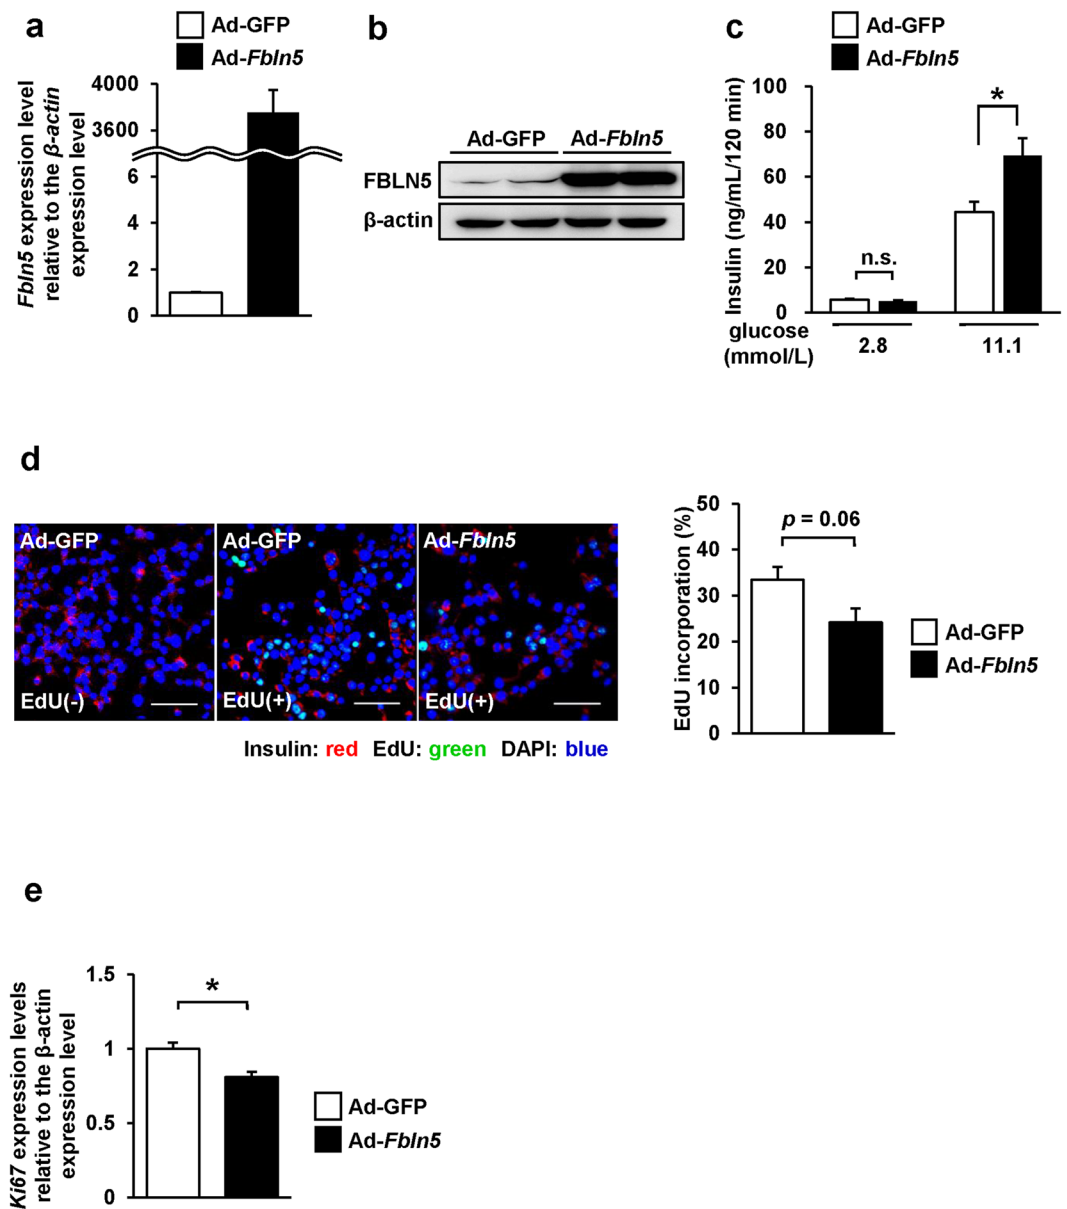 a
Ad-GFP
Ad-Fbln5
Fbln5 expression level
relative to the β-actin
expression level
4000
3600
6
4
2
0
b
Ad-GFP Ad-Fbln5
FBLN5
β-actin
c
Ad-GFP
Ad-Fbln5
Insulin (ng/mL/120 min)
100
80
60
40
20
0
n.s.
*
glucose
(mmol/L)
2.8 11.1
d
Ad-GFP Ad-GFP Ad-Fbln5
EdU(-) EdU(+) EdU(+)
Insulin: red EdU: green DAPI: blue
EdU incorporation (%)
50
40
30
20
10
0
p = 0.06
Ad-GFP
Ad-Fbln5
e
Ki67 expression levels
relative to the β-actin
expression level
1.5
1
0.5
0
*
Ad-GFP
Ad-Fbln5